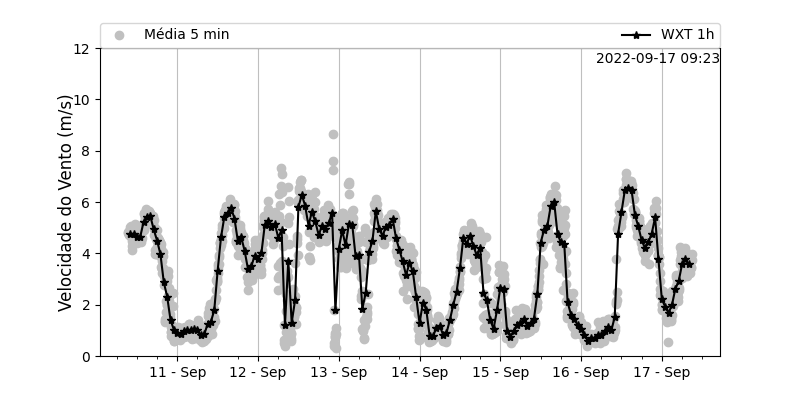 Média 5 min
WXT 1h
2022-09-17 09:23
Velocidade do Vento (m/s)
12
10
8
6
4
2
0
11 - Sep
12 - Sep
13 - Sep
14 - Sep
15 - Sep
16 - Sep
17 - Sep